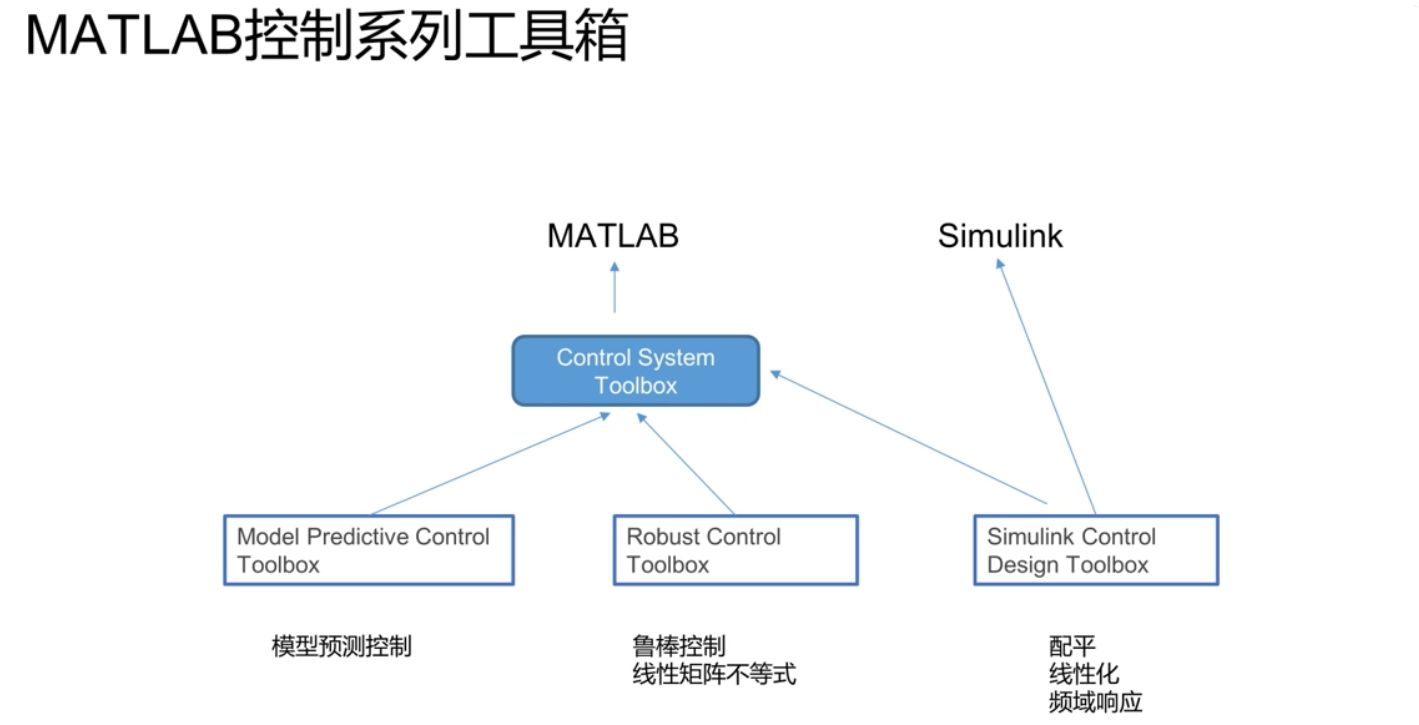 MATLAB控制系列工具箱
MATLAB
Simulink
Control System
Toolbox
Model Predictive Control
Toolbox
Robust Control
Toolbox
Simulink Control
Design Toolbox
模型预测控制
鲁棒控制
线性矩阵不等式
配平
线性化
频域响应